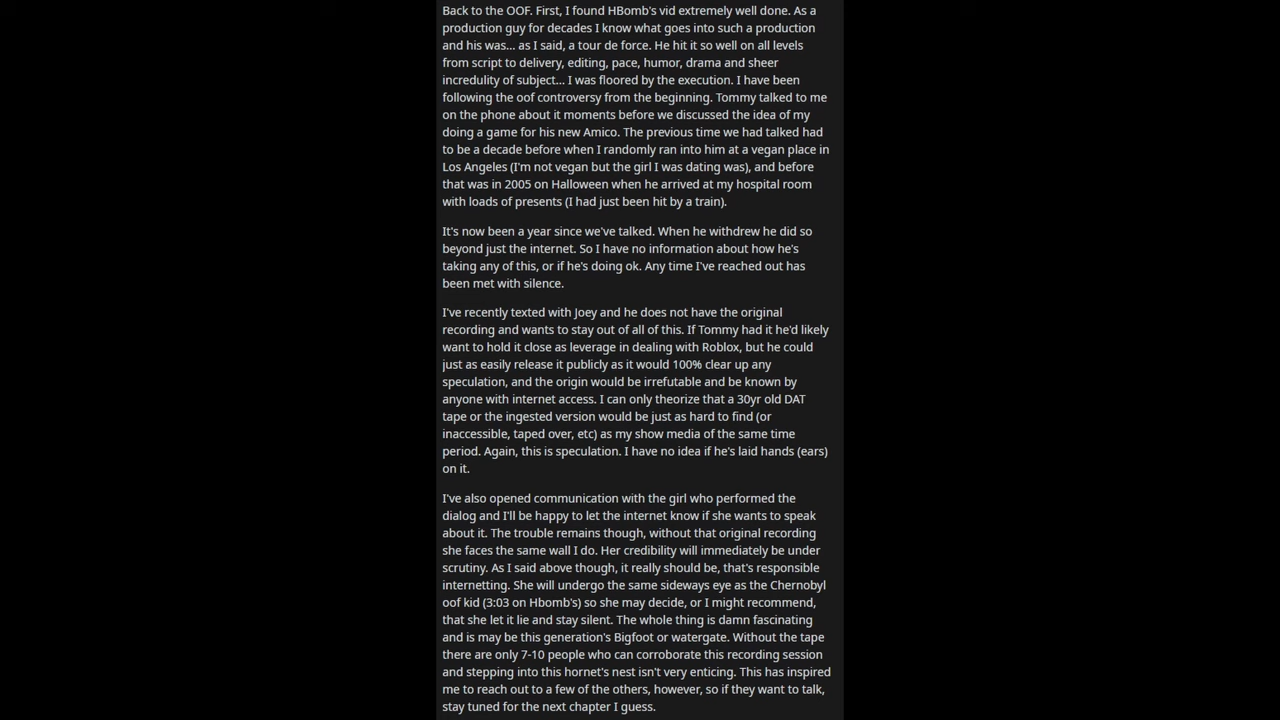 Back to the OOF. First, I found HBomb's vid extremely well done. As a
production guy for decades I know what goes into such a production
and his was... as I said, a tour de force. He hit it so well on all levels
from script to delivery, editing, pace, humor, drama and sheer
incredulity of subject... I was floored by the execution. I have been
following the oof controversy from the beginning. Tommy talked to me
on the phone about it moments before we discussed the idea of my
doing a game for his new Amico. The previous time we had talked had
to be a decade before when I randomly ran into him at a vegan place in
Los Angeles (I'm not vegan but the girl I was dating was), and before
that was in 2005 on Halloween when he arrived at my hospital room
with loads of presents (I had just been hit by a train).
It's now been a year since we've talked. When he withdrew he did so
beyond just the internet. So I have no information about how he's
taking any of this, or if he's doing ok. Any time I've reached out has
been met with silence.
I've recently texted with Joey and he does not have the original
recording and wants to stay out of all of this. If Tommy had it he'd likely
want to hold it close as leverage in dealing with Roblox, but he could
just as easily release it publicly as it would 100% clear up any
speculation, and the origin would be irrefutable and be known by
anyone with internet access. I can only theorize that a 30yr old DAT
tape or the ingested version would be just as hard to find (or
inaccessible, taped over, etc) as my show media of the same time
period. Again, this is speculation. I have no idea if he's laid hands (ears)
on it.
I've also opened communication with the girl who performed the
dialog and I'll be happy to let the internet know if she wants to speak
about it. The trouble remains though, without that original recording
she faces the same wall I do. Her credibility will immediately be under
scrutiny. As I said above though, it really should be, that's responsible
internetting. She will undergo the same sideways eye as the Chernobyl
oof kid (3:03 on Hbomb's) so she may decide, or I might recommend,
that she let it lie and stay silent. The whole thing is damn fascinating
and is may be this generation's Bigfoot or watergate. Without the tape
there are only 7-10 people who can corroborate this recording session
and stepping into this hornet's nest isn't very enticing. This has inspired
me to reach out to a few of the others, however, so if they want to talk,
stay tuned for the next chapter I guess.